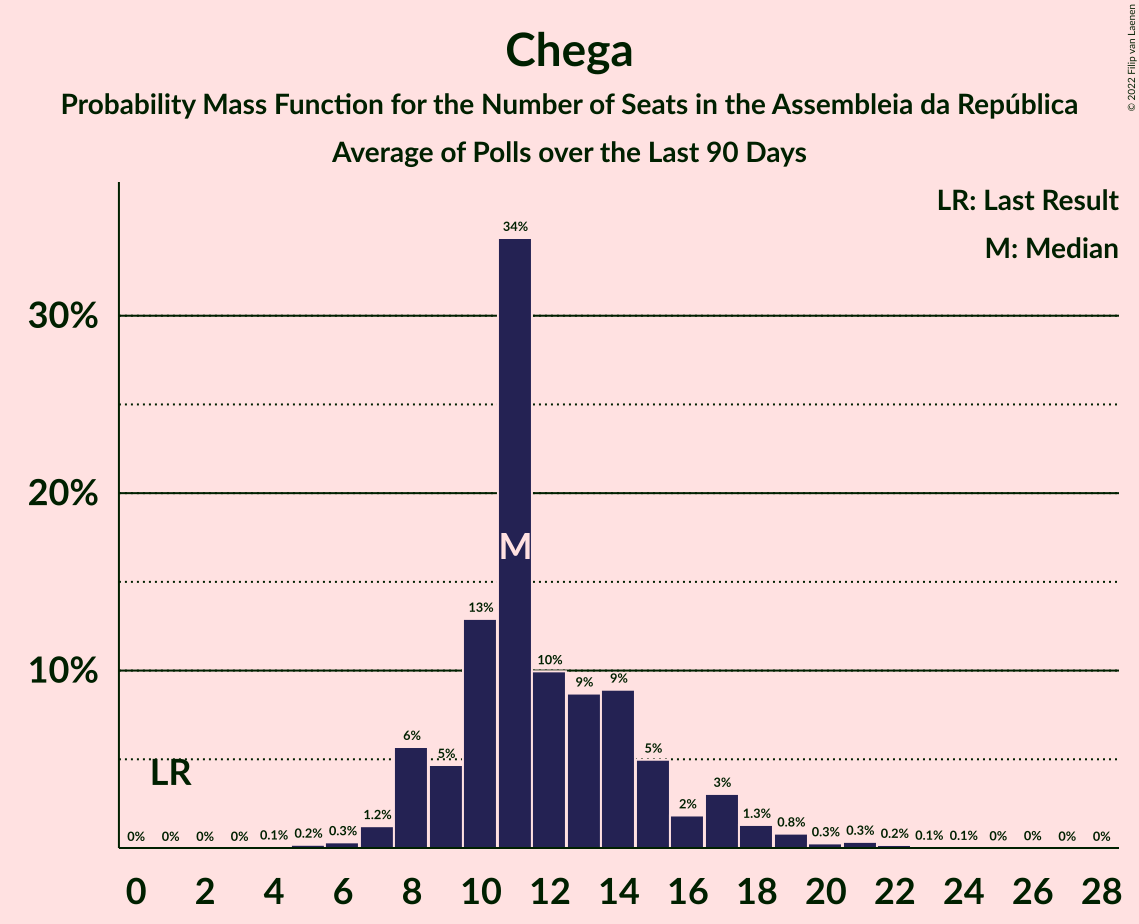 Chega
Probability Mass Function for the Number of Seats in the Assembleia da República
Average of Polls over the Last 90 Days
© 2022 Filip van Laenen
LR: Last Result
M: Median
30%
20%
10%
LR
M
0% 0% 0% 0% 0.1% 0.2% 0.3% 1.2% 6% 5% 13% 34% 10% 9% 9% 5% 2% 3% 1.3% 0.8% 0.3% 0.3% 0.2% 0.1% 0.1% 0% 0% 0% 0%
0 2 4 6 8 10 12 14 16 18 20 22 24 26 28